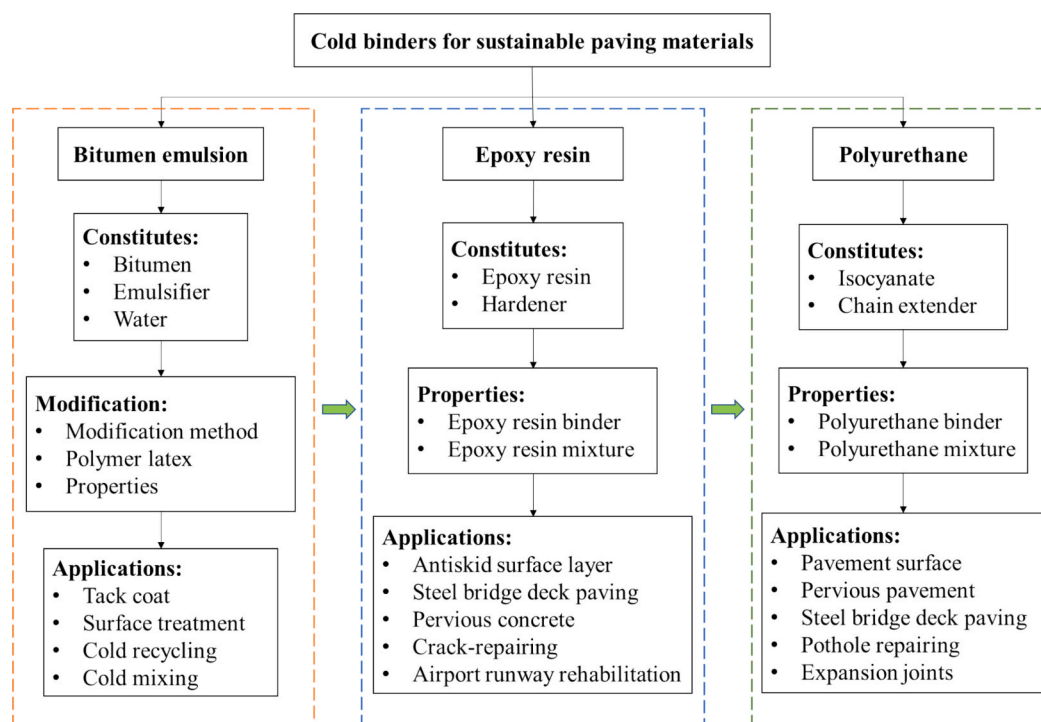 Cold binders for sustainable paving materials
Bitumen emulsion
Constitutes:
• Bitumen
• Emulsifier
• Water
Modification:
• Modification method
• Polymer latex
• Properties
Applications:
• Tack coat
• Surface treatment
• Cold recycling
• Cold mixing
Epoxy resin
Constitutes:
• Epoxy resin
• Hardener
Properties:
• Epoxy resin binder
• Epoxy resin mixture
Applications:
• Antiskid surface layer
• Steel bridge deck paving
• Pervious concrete
• Crack-repairing
• Airport runway rehabilitation
Polyurethane
Constitutes:
• Isocyanate
• Chain extender
Properties:
• Polyurethane binder
• Polyurethane mixture
Applications:
• Pavement surface
• Pervious pavement
• Steel bridge deck paving
• Pothole repairing
• Expansion joints